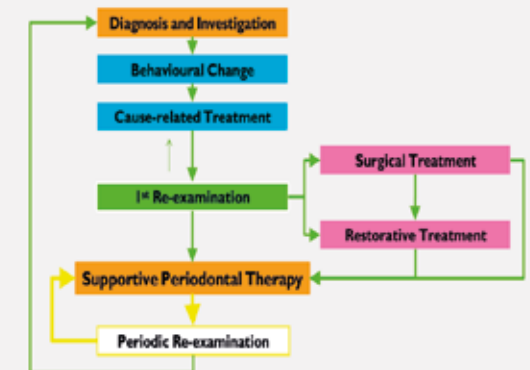 Diagnosis and Investigation
Behavioural Change
Cause-related Treatment
1st Re-examination
Surgical Treatment
Restorative Treatment
Supportive Periodontal Therapy
Periodic Re-examination